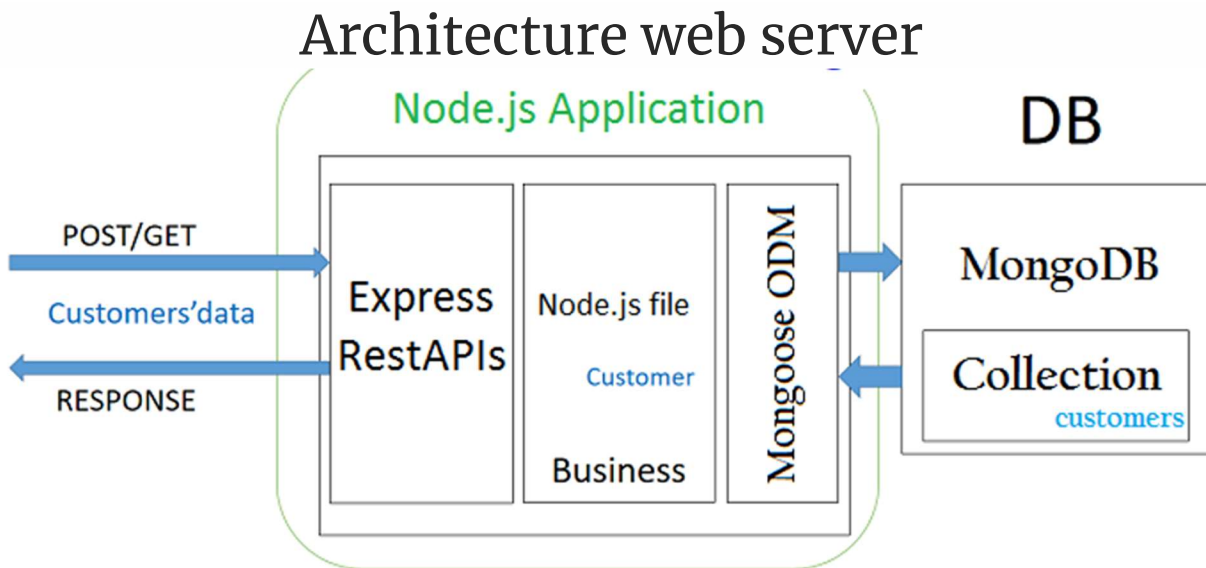 Architecture web server
Node.js Application
DB
POST/GET
Customers'data
RESPONSE
Express
RestAPIs
Node.js file
Customer
Business
Mongoose ODM
MongoDB
Collection
customers